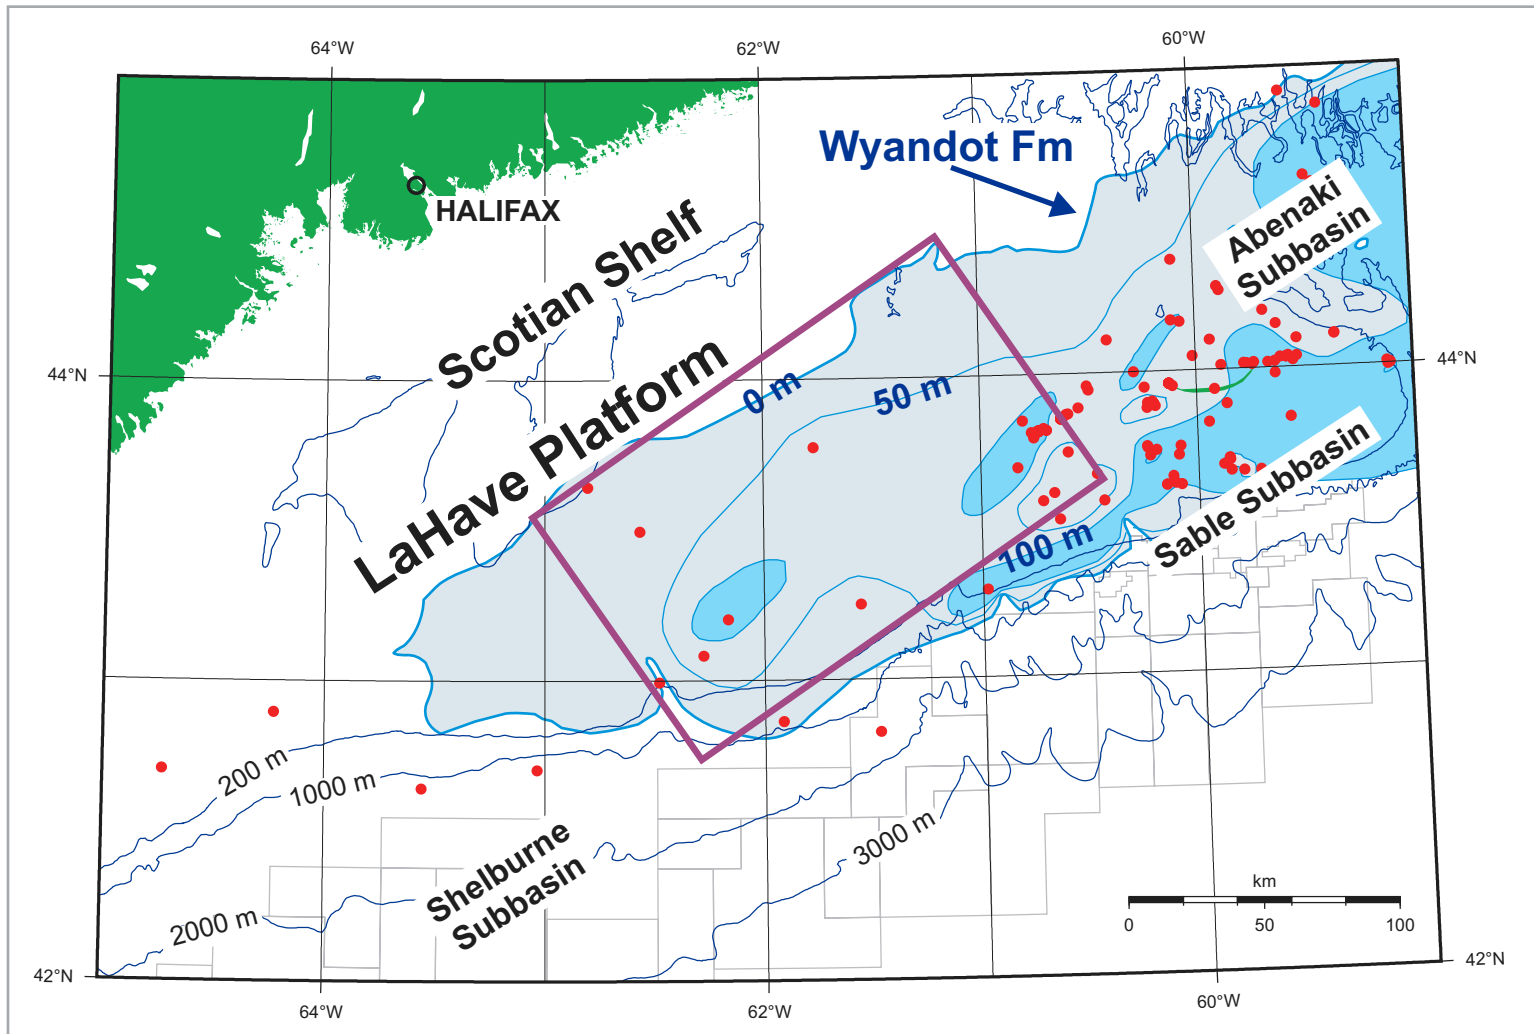 64°W
62°W
60°W
Wyandot Fm
HALIFAX
Scotian Shelf
Abenaki
Subbasin
44°N
44°N
LaHave Platform
0 m
50 m
100 m
Sable Subbasin
200 m
1000 m
2000 m
3000 m
Shelburne
Subbasin
km
0
50
100
42°N
42°N
64°W
62°W
60°W